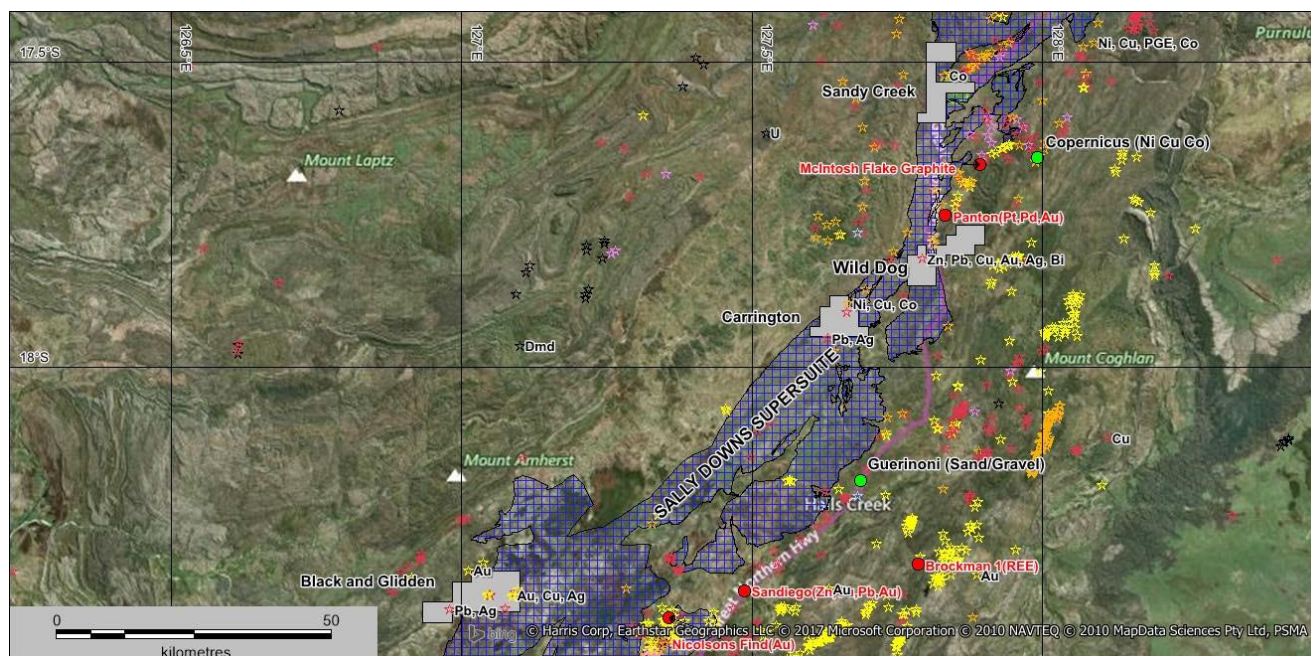 126.5°E
127°E
127.5°E
128°E
17.5°S
Ni, Cu, PGE, Co
Purnulu
Co
Sandy Creek
U
Copernicus (Ni Cu Co)
Mount Laptz
McIntosh Flake Graphite
Panton(Pt,Pd,Au)
Zn, Pb, Cu, Au, Ag, Bi
Wild Dog
Ni, Cu, Co
Carrington
Pb, Ag
Dmd
18°S
Mount Coghlan
SALLY DOWNS SUPERSUITE
Cu
Mount Amherst
Guerinoni (Sand/Gravel)
Halls Creek
Northern Hwy
Black and Glidden
Au
Au, Cu, Ag
Pb, Ag
Brockman 1(REE)
Au
Au
Nicolsons Find(Au)
0
50
kilometres
bing
© Harris Corp, Earthstar Geographics LLC © 2017 Microsoft Corporation © 2010 NAVTEQ © 2010 MapData Sciences Pty Ltd, PSMA